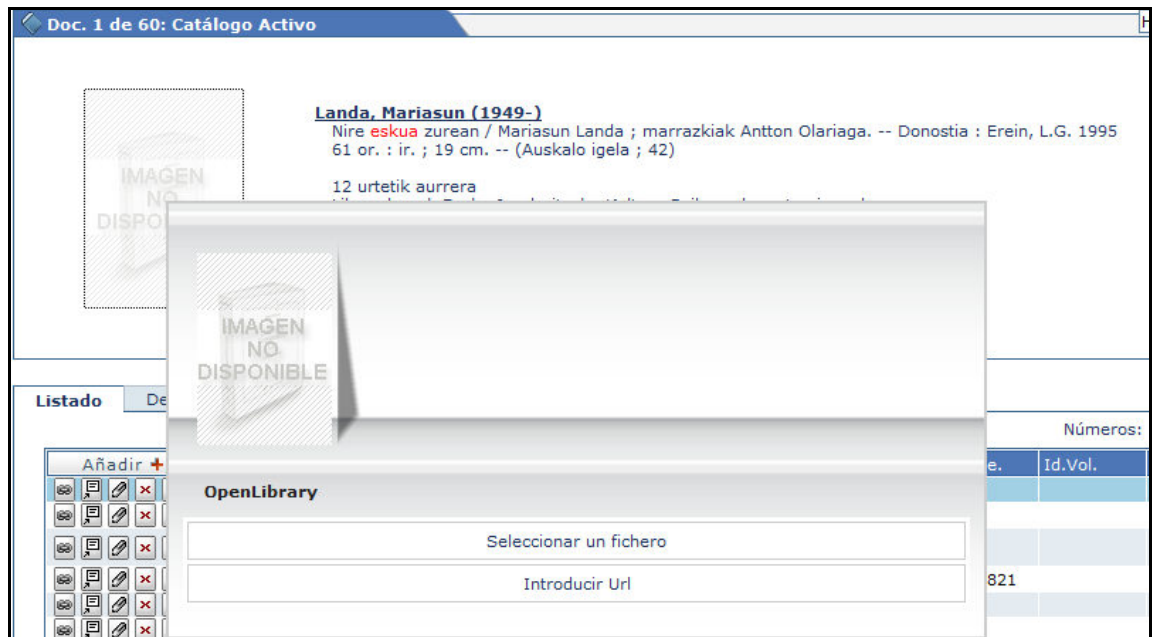 Doc. 1 de 60: Catálogo Activo
H
Landa, Mariasun (1949-)
Nire eskua zurean / Mariasun Landa ; marrazkiak Antton Olariaga. -- Donostia : Erein, L.G. 1995
61 or. : ir. ; 19 cm. -- (Auskalo igela ; 42)
12 urtetik aurrera
IMAGEN
NO
IMAGEN
NO
DISPONIBLE
Listado De
Números:
Añadir +
e. Id.Vol.
OpenLibrary
Seleccionar un fichero
Introducir Url
821